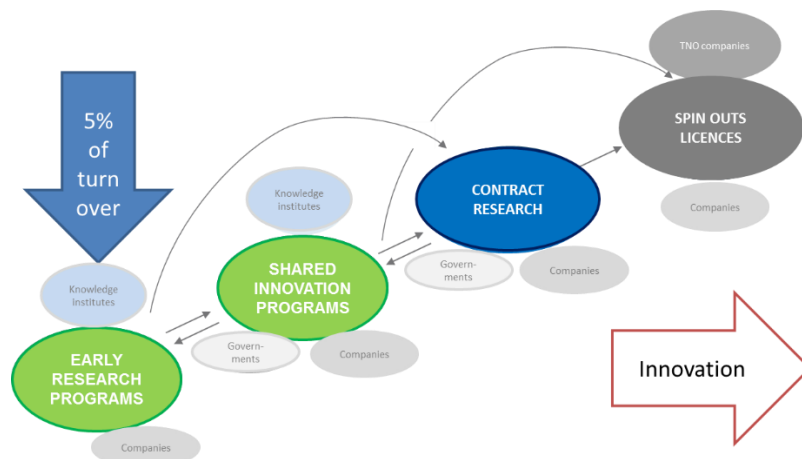 TNO companies
SPIN OUTS
LICENCES
Companies
5%
of
turn
over
Knowledge
institutes
CONTRACT
RESEARCH
Govern-
ments
Companies
Knowledge
institutes
SHARED
INNOVATION
PROGRAMS
Govern-
ments
Companies
EARLY
RESEARCH
PROGRAMS
Companies
Innovation